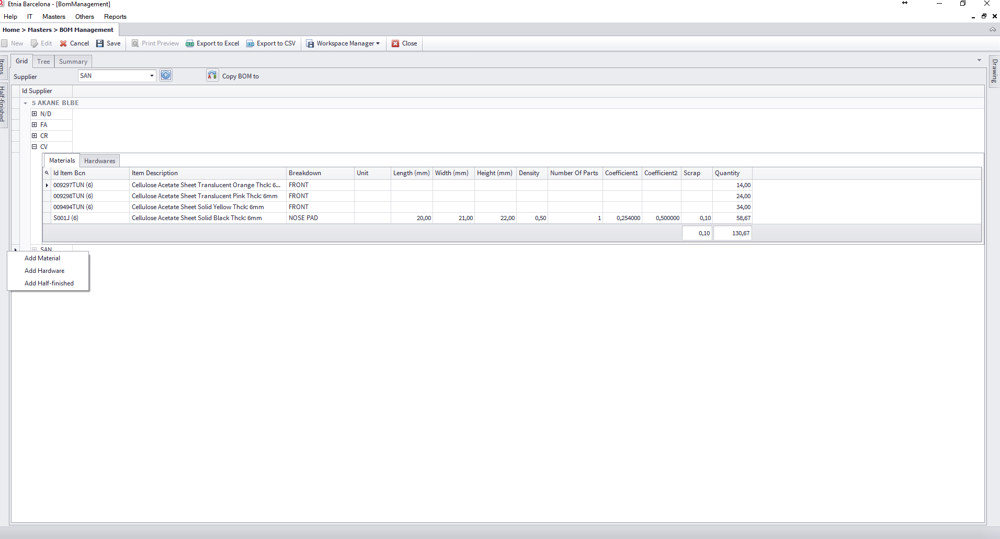 Etnia Barcelona - [BomManagement]
Help IT Masters Others Reports
Home > Masters > BOM Management
New Edit Cancel Save Print Preview Export to Excel Export to CSV Workspace Manager Close
Items
Half-finished
Drawing
Grid Tree Summary
Supplier SAN Copy BOM to
Id Supplier
5 AKANE BLBE
N/D
FA
CR
CV
Materials Hardwares
Id Item Bcn Item Description Breakdown Unit Length (mm) Width (mm) Height (mm) Density Number Of Parts Coefficient1 Coefficient2 Scrap Quantity
009297TUN (6) Cellulose Acetate Sheet Translucent Orange Thck: 6... FRONT 14,00
009298TUN (6) Cellulose Acetate Sheet Translucent Pink Thck: 6mm FRONT 24,00
009494TUN (6) Cellulose Acetate Sheet Solid Yellow Thck: 6mm FRONT 34,00
S001J (6) Cellulose Acetate Sheet Solid Black Thck: 6mm NOSE PAD 20,00 21,00 22,00 0,50 1 0,254000 0,500000 0,10 58,67
0,10 130,67
SAN
Add Material
Add Hardware
Add Half-finished